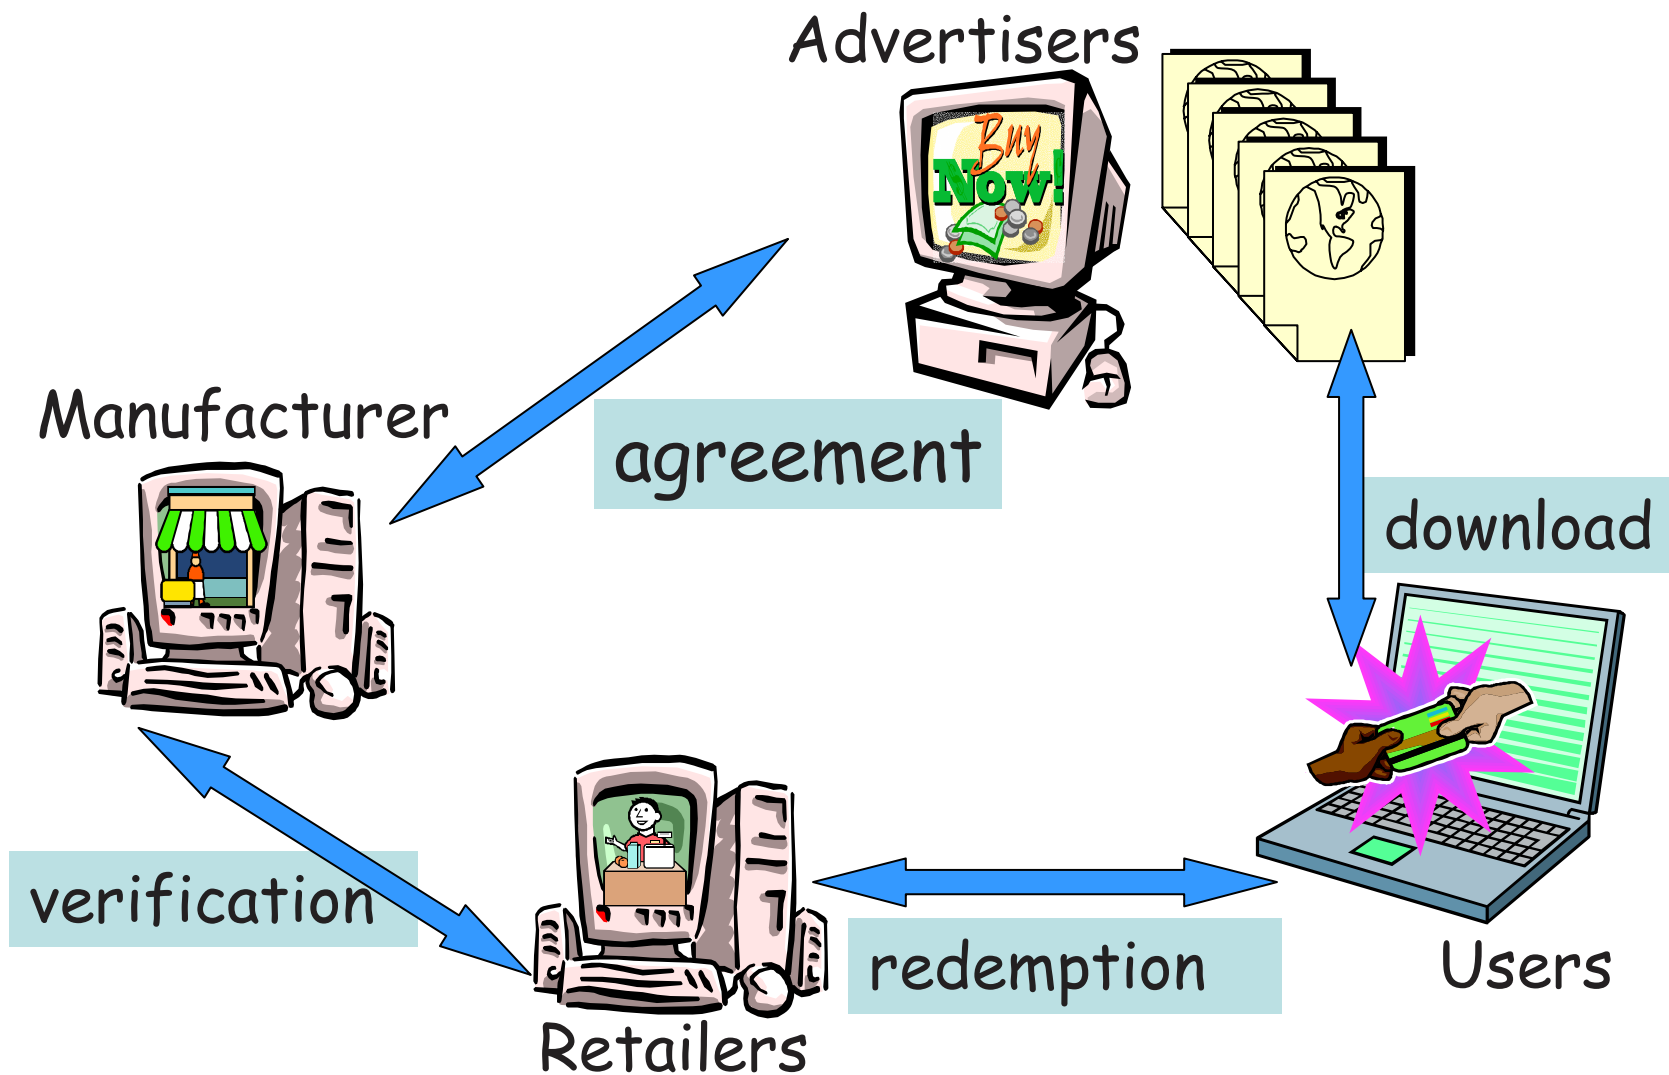 Advertisers
Buy
Now!
Manufacturer
agreement
download
verification
redemption
Users
Retailers